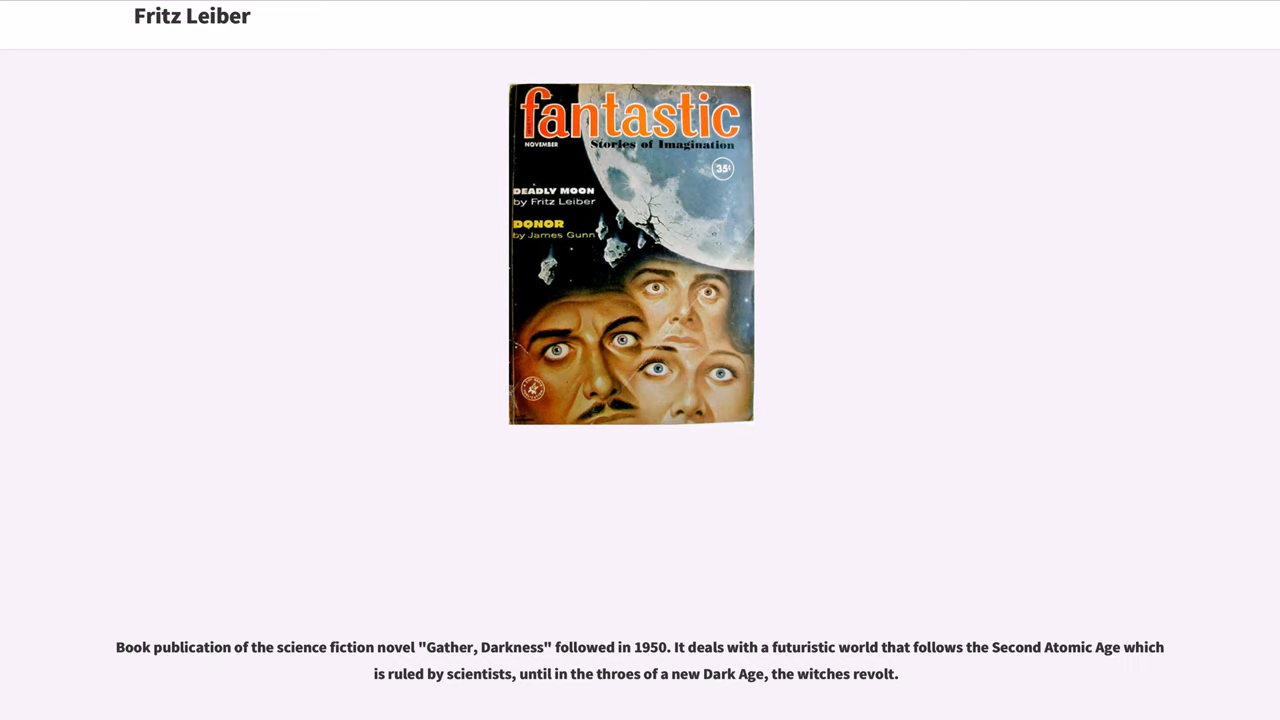 Fritz Leiber
fantastic
NOVEMBER
Stories of Imagination
35¢
DEADLY MOON
by Fritz Leiber
DONOR
by James Gunn
Book publication of the science fiction novel "Gather, Darkness" followed in 1950. It deals with a futuristic world that follows the Second Atomic Age which
is ruled by scientists, until in the throes of a new Dark Age, the witches revolt.